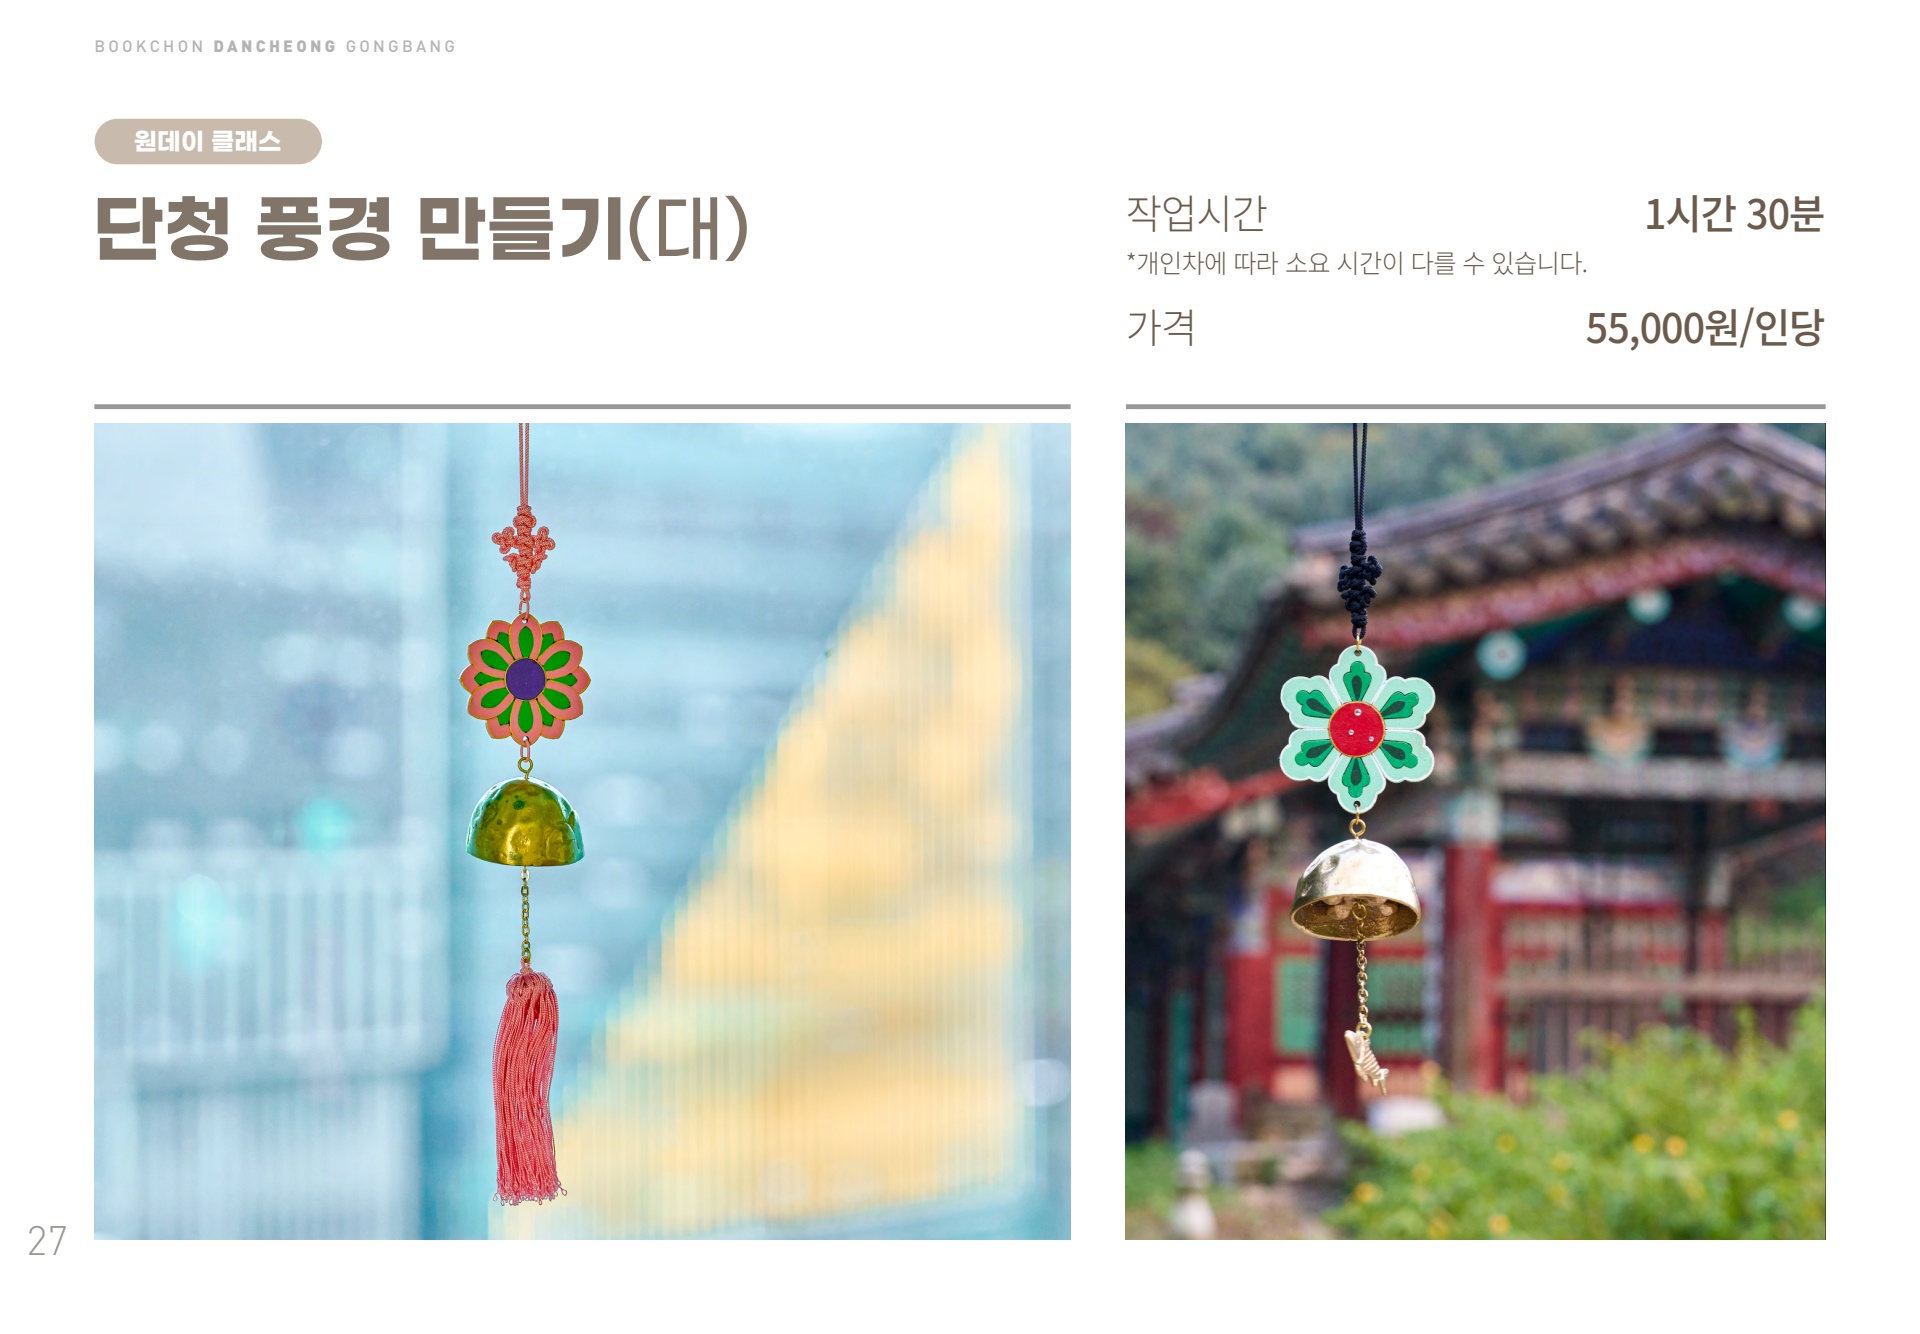 BOOKCHON DANCHEONG GONGBANG
원데이 클래스
단청 풍경 만들기(대)
작업시간 1시간 30분
*개인차에 따라 소요 시간이 다를 수 있습니다.
가격 55,000원/인당
27